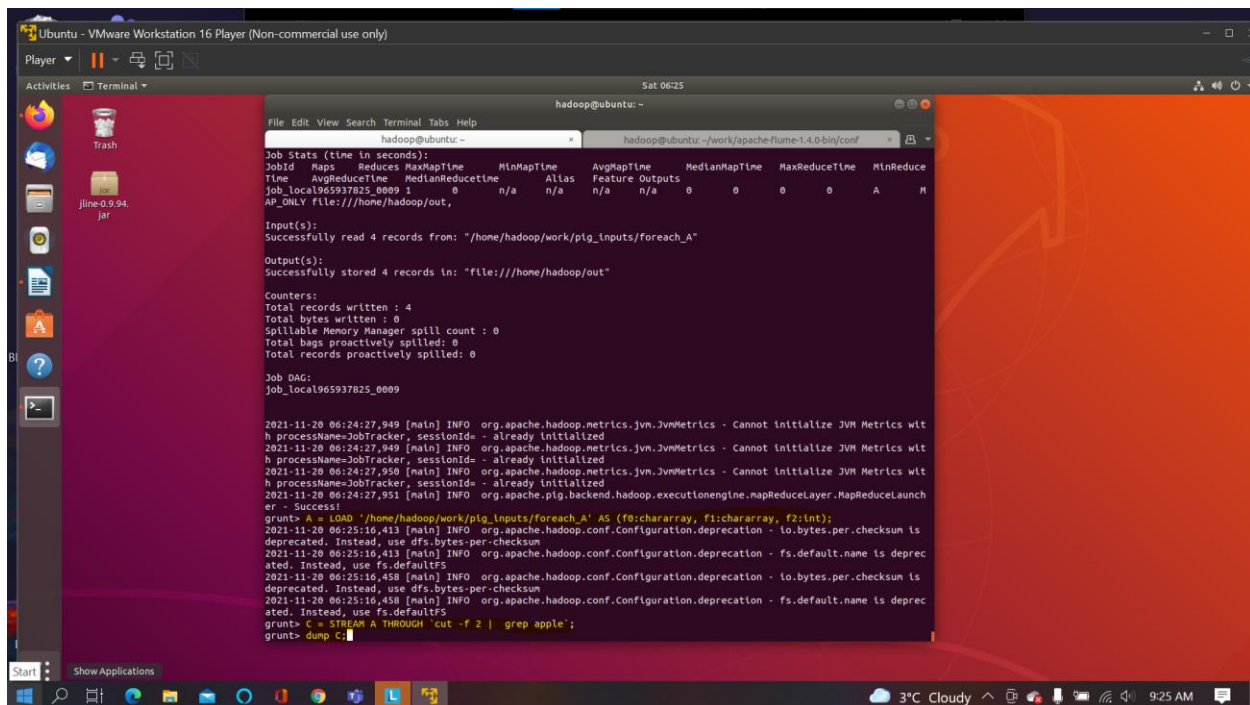 Ubuntu - VMware Workstation 16 Player (Non-commercial use only)
Player
Activities Terminal Sat 06:25
hadoop@ubuntu: ~
File Edit View Search Terminal Tabs Help
hadoop@ubuntu: ~ × hadoop@ubuntu: ~/work/apache-flume-1.4.0-bin/conf ×
Trash
jar
jline-0.9.94.
jar
Job Stats (time in seconds):
JobId Maps Reduces MaxMapTime MinMapTime AvgMapTime MedianMapTime MaxReduceTime MinReduce
Time AvgReduceTime MedianReducetime Alias Feature Outputs
job_local965937825_0009 1 0 n/a n/a n/a n/a 0 0 0 0 A M
AP_ONLY file:///home/hadoop/out,
Input(s):
Successfully read 4 records from: "/home/hadoop/work/pig_inputs/foreach_A"
Output(s):
Successfully stored 4 records in: "file:///home/hadoop/out"
Counters:
Total records written : 4
Total bytes written : 0
Spillable Memory Manager spill count : 0
Total bags proactively spilled: 0
Total records proactively spilled: 0
Job DAG:
job_local965937825_0009
2021-11-20 06:24:27,949 [main] INFO org.apache.hadoop.metrics.jvm.JvmMetrics - Cannot initialize JVM Metrics wit
h processName=JobTracker, sessionId= - already initialized
2021-11-20 06:24:27,949 [main] INFO org.apache.hadoop.metrics.jvm.JvmMetrics - Cannot initialize JVM Metrics wit
h processName=JobTracker, sessionId= - already initialized
2021-11-20 06:24:27,950 [main] INFO org.apache.hadoop.metrics.jvm.JvmMetrics - Cannot initialize JVM Metrics wit
h processName=JobTracker, sessionId= - already initialized
2021-11-20 06:24:27,951 [main] INFO org.apache.pig.backend.hadoop.executionengine.mapReduceLayer.MapReduceLaunch
er - Success!
grunt> A = LOAD '/home/hadoop/work/pig_inputs/foreach_A' AS (f0:chararray, f1:chararray, f2:int);
2021-11-20 06:25:16,413 [main] INFO org.apache.hadoop.conf.Configuration.deprecation - io.bytes.per.checksum is
deprecated. Instead, use dfs.bytes-per-checksum
2021-11-20 06:25:16,413 [main] INFO org.apache.hadoop.conf.Configuration.deprecation - fs.default.name is deprec
ated. Instead, use fs.defaultFS
2021-11-20 06:25:16,458 [main] INFO org.apache.hadoop.conf.Configuration.deprecation - io.bytes.per.checksum is
deprecated. Instead, use dfs.bytes-per-checksum
2021-11-20 06:25:16,458 [main] INFO org.apache.hadoop.conf.Configuration.deprecation - fs.default.name is deprec
ated. Instead, use fs.defaultFS
grunt> C = STREAM A THROUGH `cut -f 2 | grep apple`;
grunt> dump C;
Start Show Applications
3°C Cloudy 9:25 AM